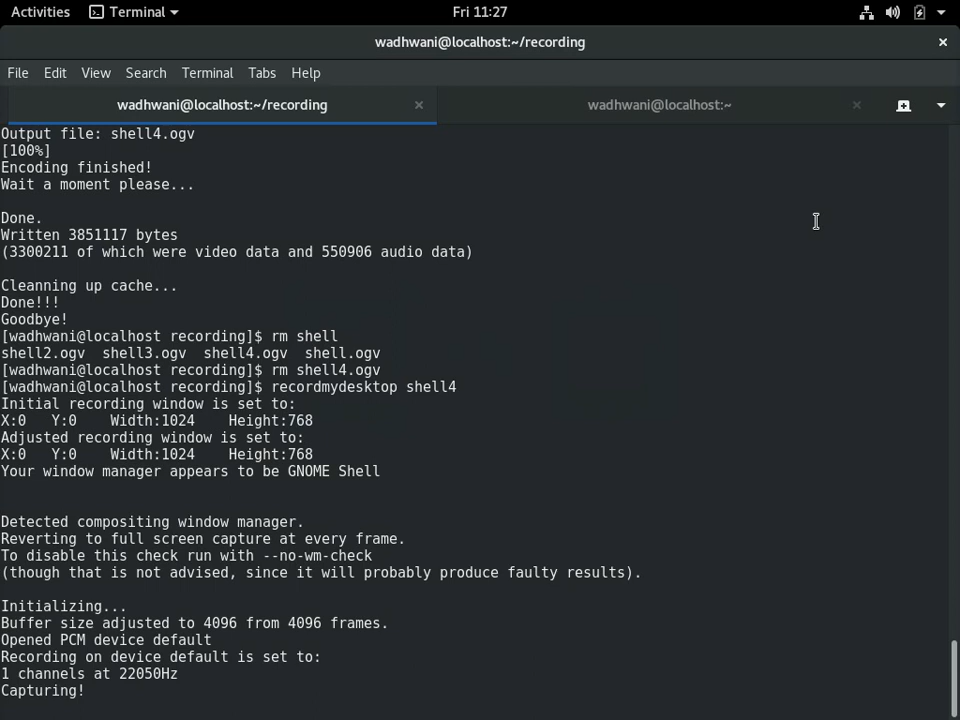 Activities
Terminal
Fri 11:27
wadhwani@localhost:~/recording
File Edit View Search Terminal Tabs Help
wadhwani@localhost:~/recording
wadhwani@localhost:~
Output file: shell4.ogv
[100%]
Encoding finished!
Wait a moment please...
Done.
Written 3851117 bytes
(3300211 of which were video data and 550906 audio data)
Cleanning up cache...
Done!!!
Goodbye!
[wadhwani@localhost recording]$ rm shell
shell2.ogv  shell3.ogv  shell4.ogv  shell.ogv
[wadhwani@localhost recording]$ rm shell4.ogv
[wadhwani@localhost recording]$ recordmydesktop shell4
Initial recording window is set to:
X:0   Y:0    Width:1024    Height:768
Adjusted recording window is set to:
X:0   Y:0    Width:1024    Height:768
Your window manager appears to be GNOME Shell
Detected compositing window manager.
Reverting to full screen capture at every frame.
To disable this check run with --no-wm-check
(though that is not advised, since it will probably produce faulty results).
Initializing...
Buffer size adjusted to 4096 from 4096 frames.
Opened PCM device default
Recording on device default is set to:
1 channels at 22050Hz
Capturing!